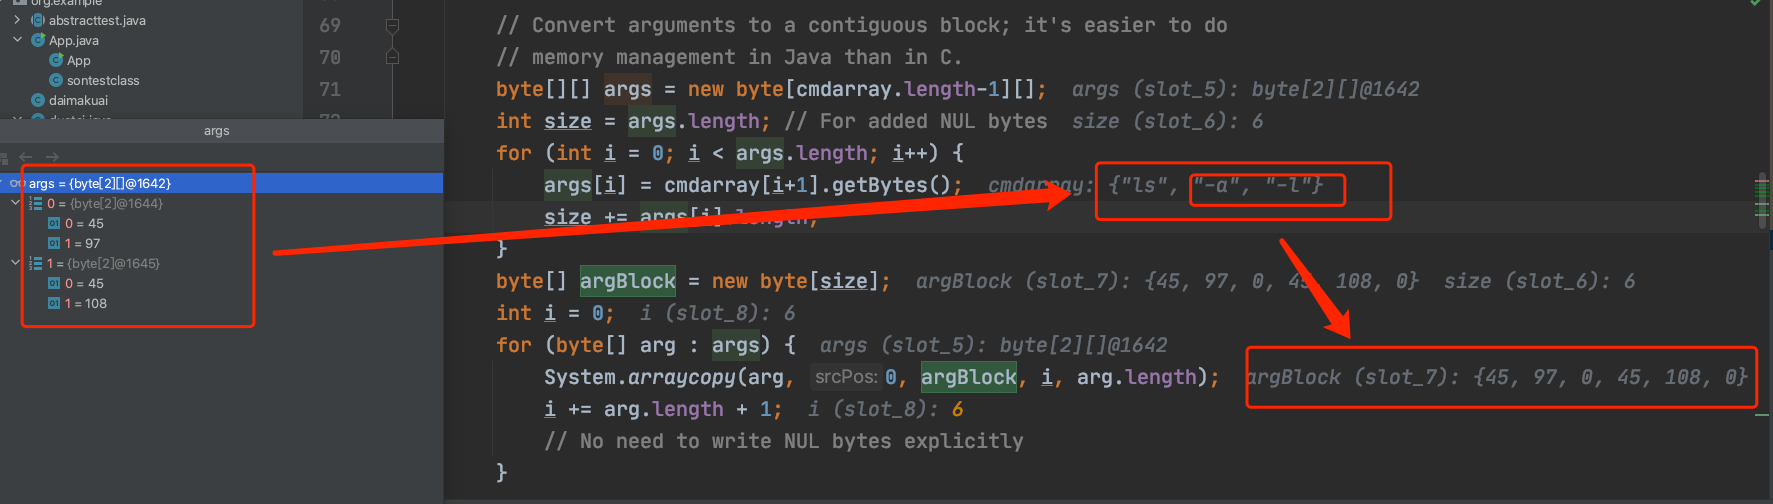 org.example
abstracttest.java
App.java
App
sontestclass
daimakuai
args
args = {byte[2][]@1642}
0 = {byte[2]@1644}
0 = 45
1 = 97
1 = {byte[2]@1645}
0 = 45
1 = 108
69 // Convert arguments to a contiguous block; it's easier to do
70 // memory management in Java than in C.
71 byte[][] args = new byte[cmdarray.length-1][]; args (slot_5): byte[2][]@1642
int size = args.length; // For added NUL bytes size (slot_6): 6
for (int i = 0; i < args.length; i++) {
args[i] = cmdarray[i+1].getBytes(); cmdarray: {"ls", "-a", "-l"}
size += args[i].length;
}
byte[] argBlock = new byte[size]; argBlock (slot_7): {45, 97, 0, 45, 108, 0} size (slot_6): 6
int i = 0; i (slot_8): 6
for (byte[] arg : args) { args (slot_5): byte[2][]@1642
System.arraycopy(arg, srcPos: 0, argBlock, i, arg.length); argBlock (slot_7): {45, 97, 0, 45, 108, 0}
i += arg.length + 1; i (slot_8): 6
// No need to write NUL bytes explicitly
}